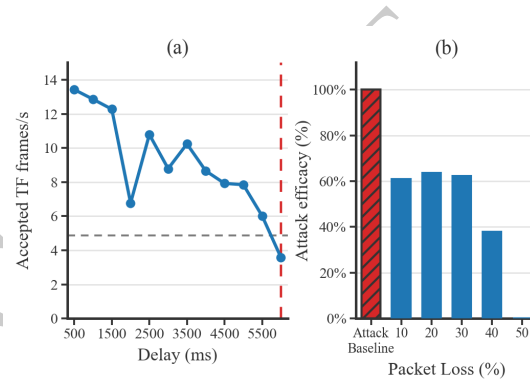 (a)
Accepted TF frames/s
14
12
10
8
6
4
2
0
500 1500 2500 3500 4500 5500
Delay (ms)
(b)
Attack efficacy (%)
100%
80%
60%
40%
20%
0%
Attack Baseline 10 20 30 40 50
Packet Loss (%)